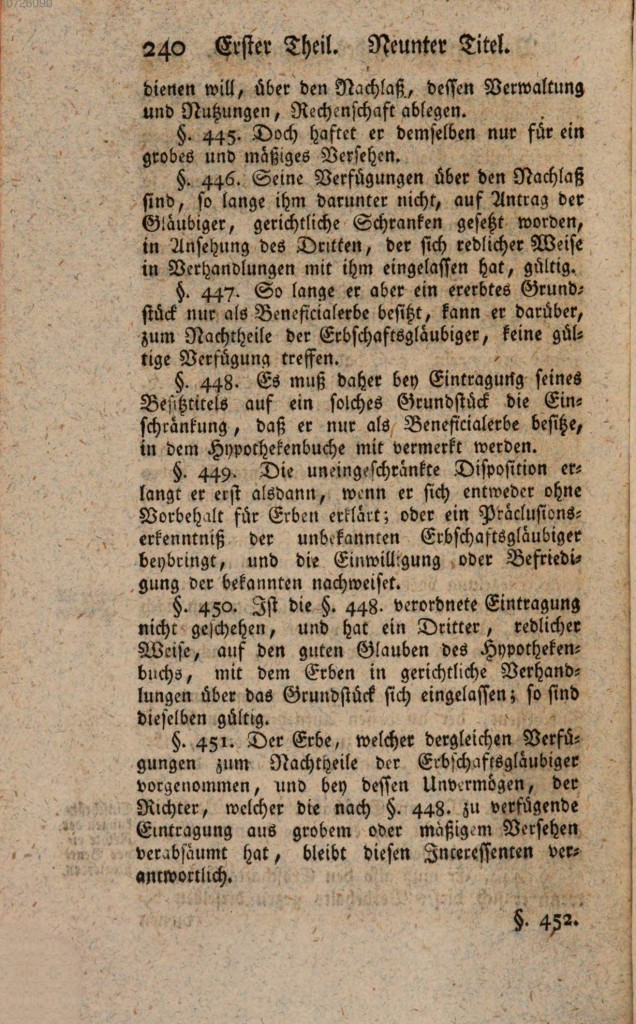 240 Erster Theil. Neunter Titel.
dienen will, über den Nachlaß, dessen Verwaltung
und Nutzungen, Rechenschaft ablegen.
§. 445. Doch haftet er demselben nur für ein
grobes und mäßiges Versehen.
§. 446. Seine Verfügungen über den Nachlaß
sind, so lange ihm darunter nicht, auf Antrag der
Gläubiger, gerichtliche Schranken gesetzt worden,
in Ansehung des Dritten, der sich redlicher Weise
in Verhandlungen mit ihm eingelassen hat, gültig.
§. 447. So lange er aber ein ererbtes Grund-
stück nur als Beneficialerbe besitzt, kann er darüber,
zum Nachtheile der Erbschaftsgläubiger, keine gül-
tige Verfügung treffen.
§. 448. Es muß daher bey Eintragung seines
Besitztitels auf ein solches Grundstück die Ein-
schränkung, daß er nur als Beneficialerbe besitze,
in dem Hypothekenbuche mit vermerkt werden.
§. 449. Die uneingeschränkte Disposition er-
langt er erst alsdann, wenn er sich entweder ohne
Vorbehalt für Erben erklärt; oder ein Präclusions-
erkenntniß der unbekannten Erbschaftsgläubiger
beybringt, und die Einwilligung oder Befriedi-
gung der bekannten nachweiset.
§. 450. Ist die §. 448. verordnete Eintragung
nicht geschehen, und hat ein Dritter, redlicher
Weise, auf den guten Glauben des Hypotheken-
buchs, mit dem Erben in gerichtliche Verhand-
lungen über das Grundstück sich eingelassen; so sind
dieselben gültig.
§. 451. Der Erbe, welcher dergleichen Verfü-
gungen zum Nachtheile der Erbschaftsgläubiger
vorgenommen, und bey dessen Unvermögen, der
Richter, welcher die nach §. 448. zu verfügende
Eintragung aus grobem oder mäßigem Versehen
verabsäumt hat, bleibt diesen Interessenten ver-
antwortlich.
§. 452.